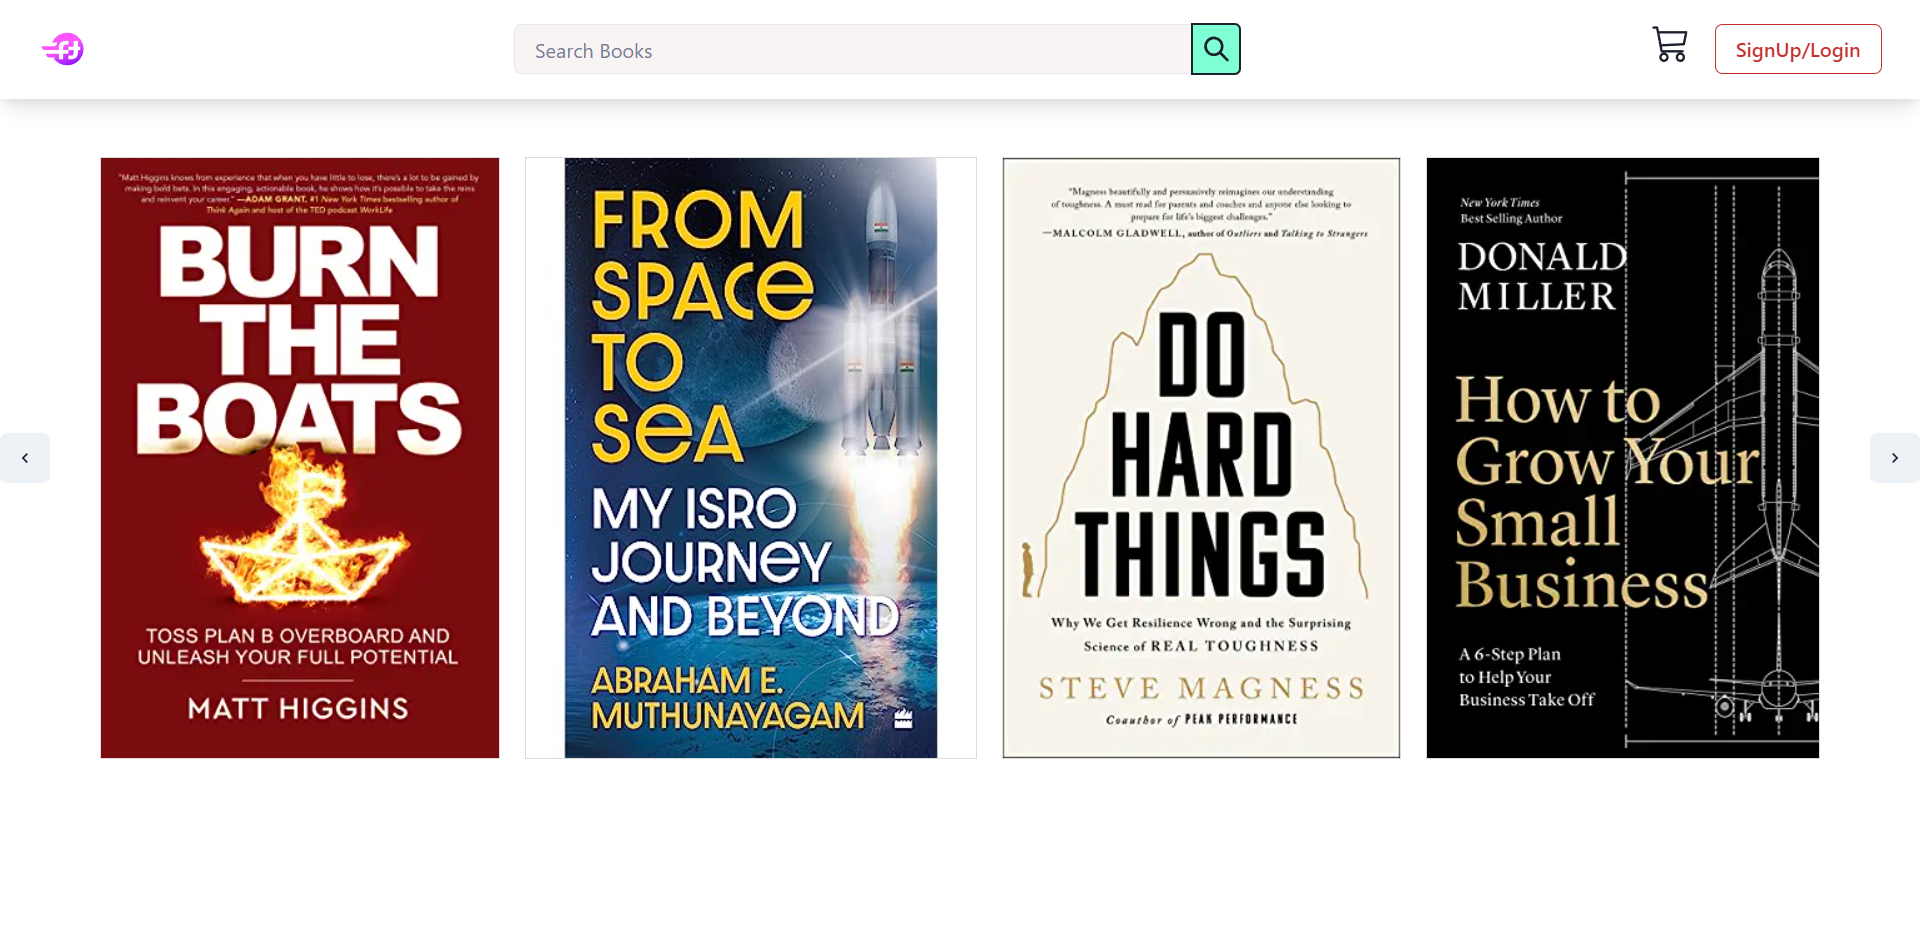 Search Books
SignUp/Login
"Matt Higgins knows from experience that when you have little to lose, there's a lot to be gained by
making bold bets. In this engaging, actionable book, he shows how it's possible to take the reins
and reinvent your career." —ADAM GRANT, #1 New York Times bestselling author of
Think Again and host of the TED podcast WorkLife
BURN
THE
BOATS
TOSS PLAN B OVERBOARD AND
UNLEASH YOUR FULL POTENTIAL
MATT HIGGINS
FROM
SPACE
TO
SEA
MY ISRO
JOURNEY
AND BEYOND
ABRAHAM E.
MUTHUNAYAGAM
"Magness beautifully and persuasively reimagines our understanding
of toughness. A must read for parents and coaches and anyone else looking to
prepare for life's biggest challenges."
—MALCOLM GLADWELL, author of Outliers and Talking to Strangers
DO
HARD
THINGS
Why We Get Resilience Wrong and the Surprising
Science of REAL TOUGHNESS
STEVE MAGNESS
Coauthor of PEAK PERFORMANCE
New York Times
Best Selling Author
DONALD
MILLER
How to
Grow Your
Small
Business
A 6-Step Plan
to Help Your
Business Take Off